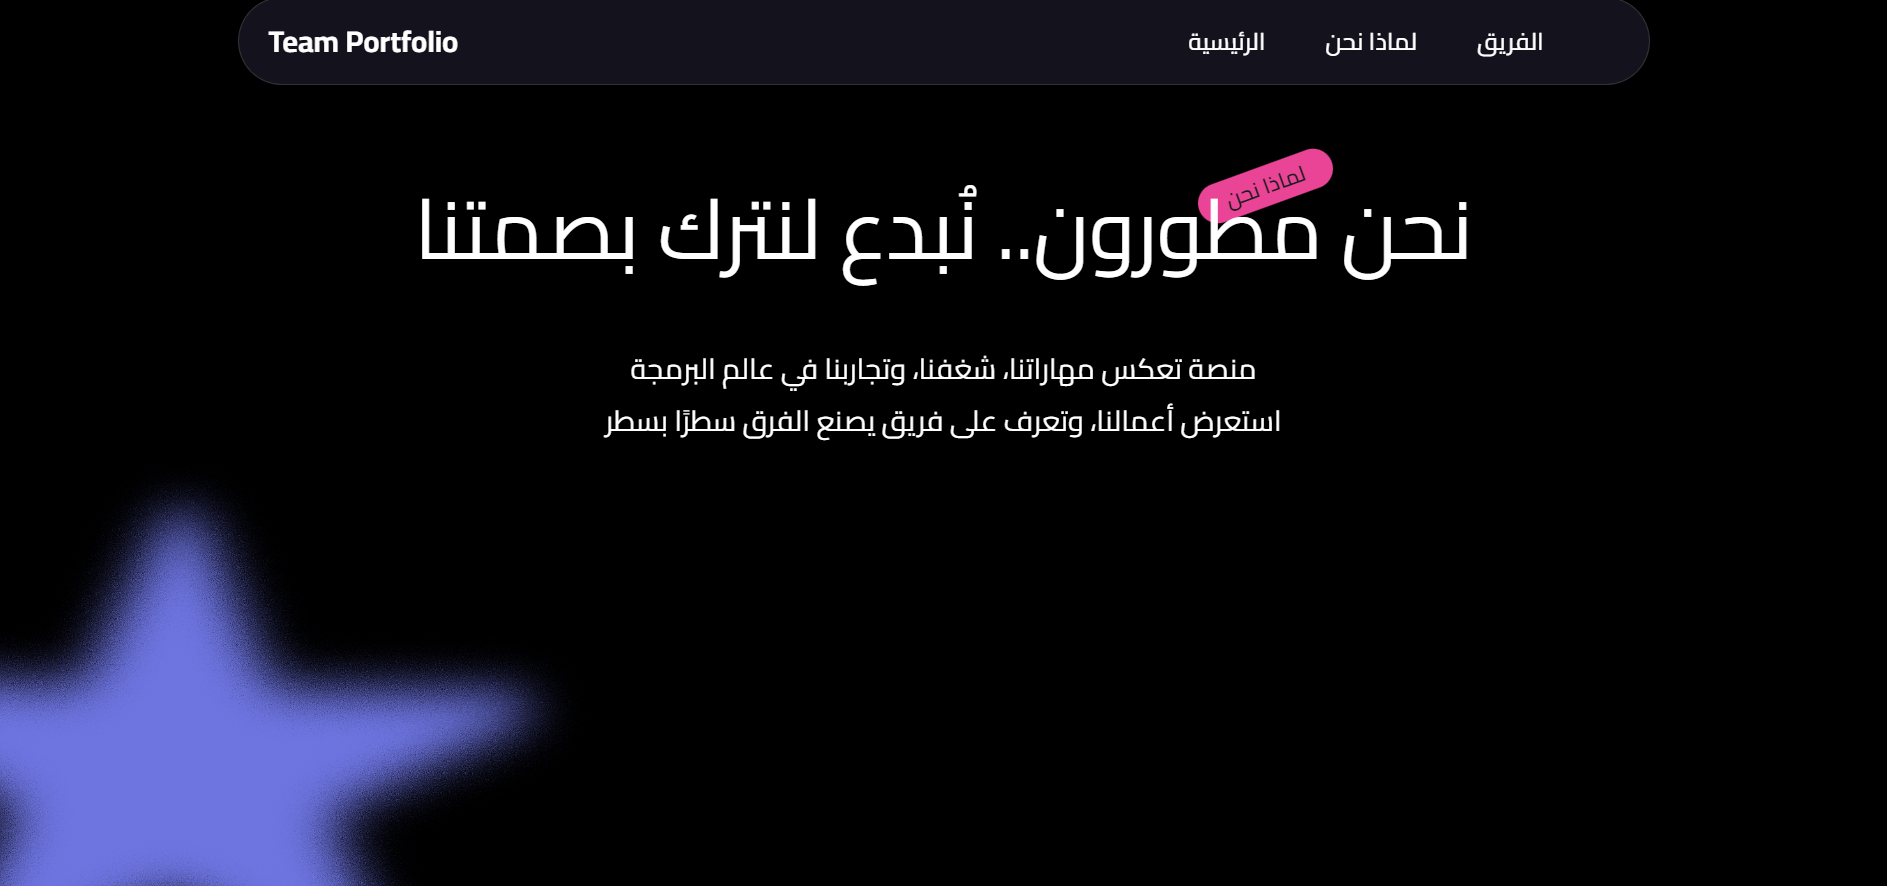 Team Portfolio
الرئيسية
لماذا نحن
الفريق
لماذا نحن
نحن مطورون.. نُبدع لنترك بصمتنا
منصة تعكس مهاراتنا، شغفنا، وتجاربنا في عالم البرمجة
استعرض أعمالنا، وتعرف على فريق يصنع الفرق سطرًا بسطر